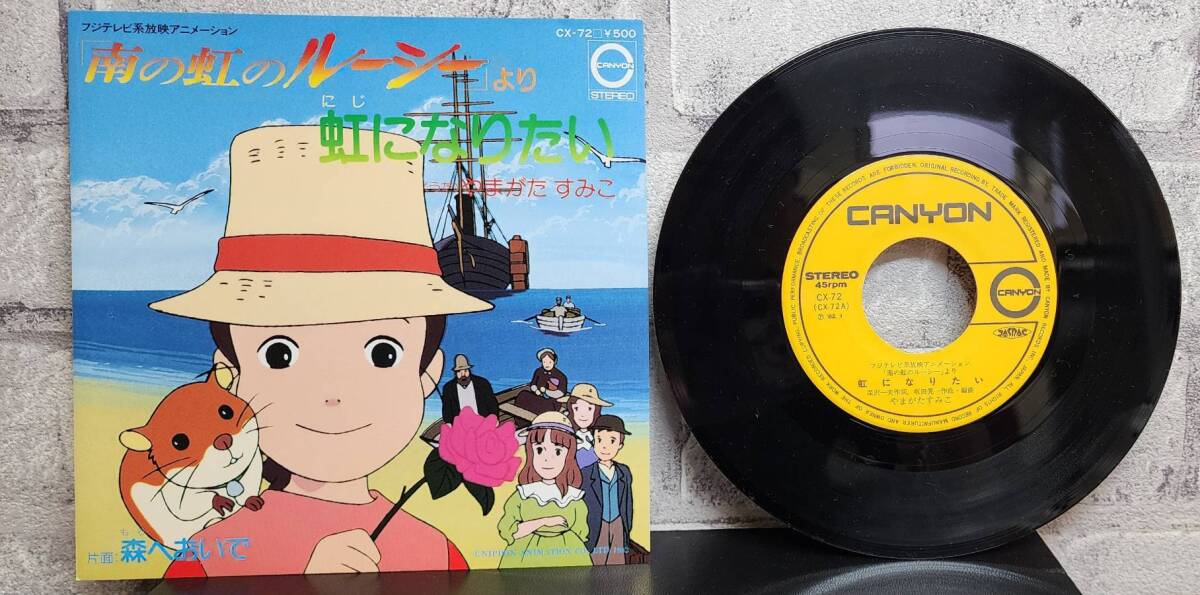 フジテレビ系放映アニメーション
CX-72□¥500
「南の虹のルーシー」より
CANYON
STEREO
にじ
虹になりたい
やまがた すみこ
片面:森へおいで
©NIPPON ANIMATION CO., LTD. 1982
CANYON
STEREO
45rpm
CX-72
(CX-72A)
CANYON
フジテレビ系放映アニメーション
「南の虹のルーシー」より
虹になりたい
やまがたすみこ